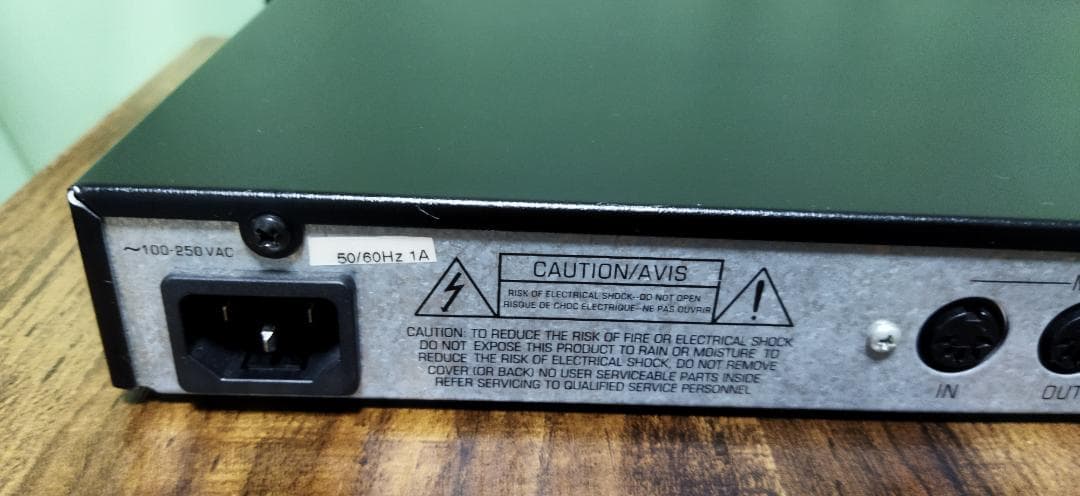 ~100-250 VAC
50/60Hz 1A
CAUTION/AVIS
RISK OF ELECTRICAL SHOCK--DO NOT OPEN
RISQUE DE CHOC ELECTRIQUE--NE PAS OUVRIR
CAUTION: TO REDUCE THE RISK OF FIRE OR ELECTRICAL SHOCK
DO NOT EXPOSE THIS PRODUCT TO RAIN OR MOISTURE TO
REDUCE THE RISK OF ELECTRICAL SHOCK, DO NOT REMOVE
COVER (OR BACK) NO USER SERVICEABLE PARTS INSIDE
REFER SERVICING TO QUALIFIED SERVICE PERSONNEL
IN
OUT